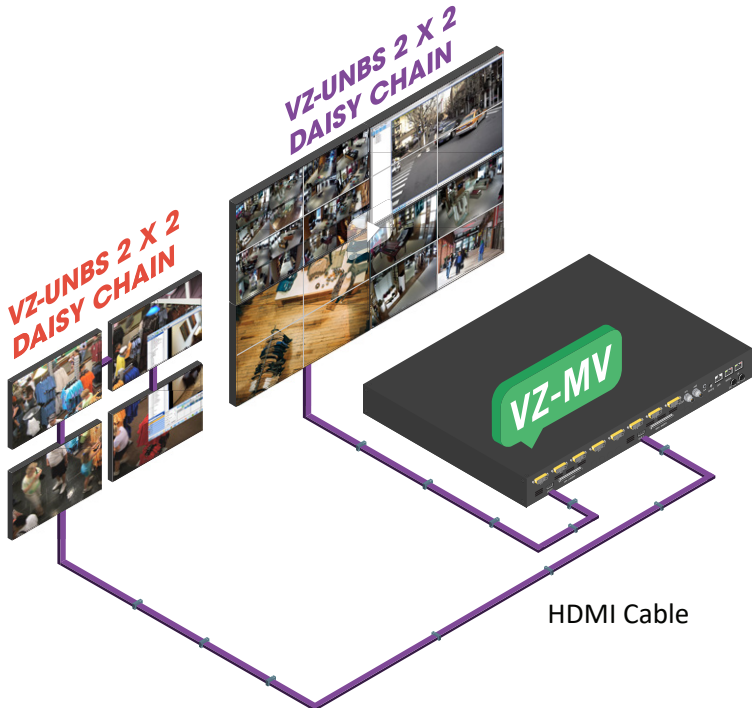 VZ-UNBS 2 X 2
DAISY CHAIN
VZ-UNBS 2 X 2
DAISY CHAIN
VZ-MV
HDMI Cable